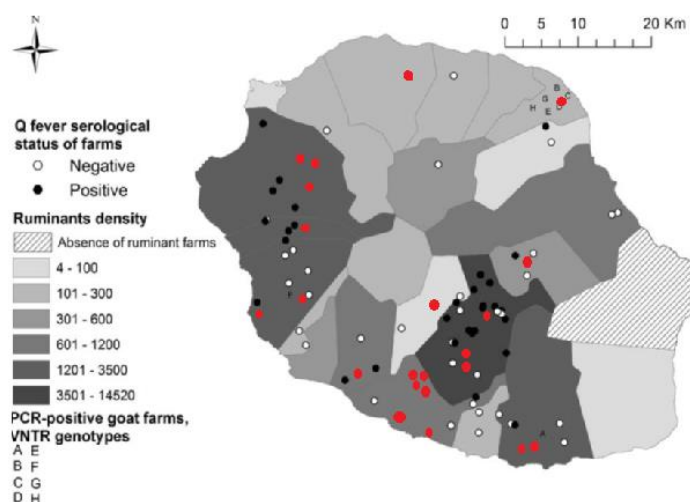 N
0 5 10 20 Km
Q fever serological
status of farms
Negative
Positive
Ruminants density
Absence of ruminant farms
4 - 100
101 - 300
301 - 600
601 - 1200
1201 - 3500
3501 - 14520
PCR-positive goat farms,
VNTR genotypes
A E
B F
C G
D H
B
G
H E
F
A